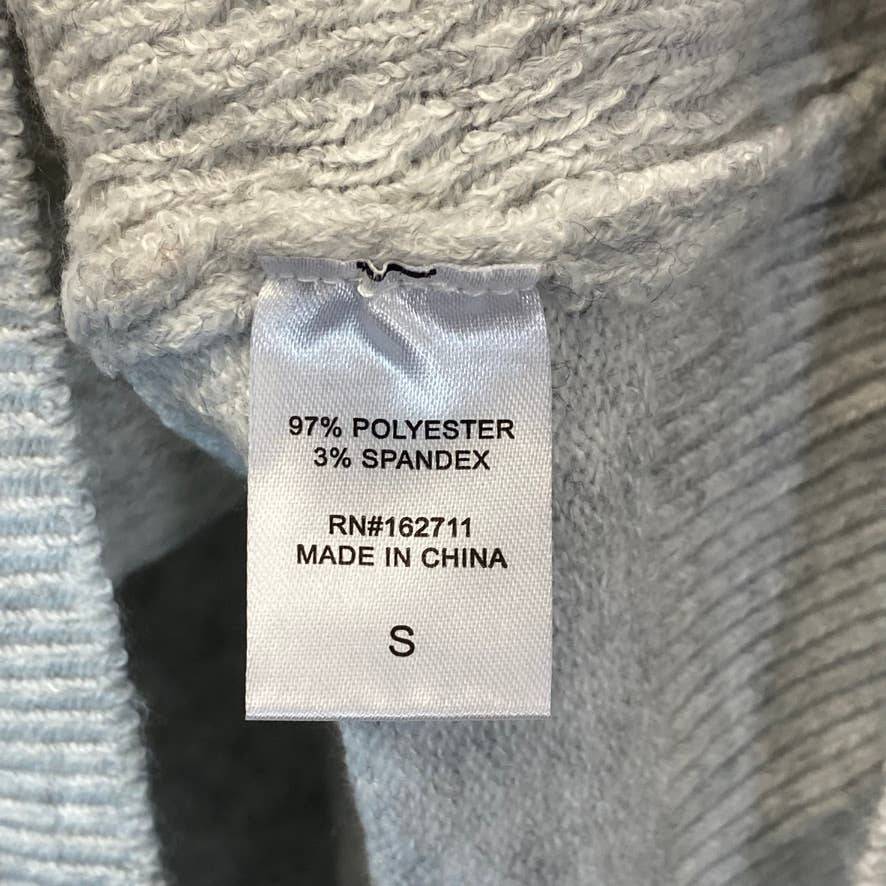 97% POLYESTER
3% SPANDEX
RN#162711
MADE IN CHINA
S